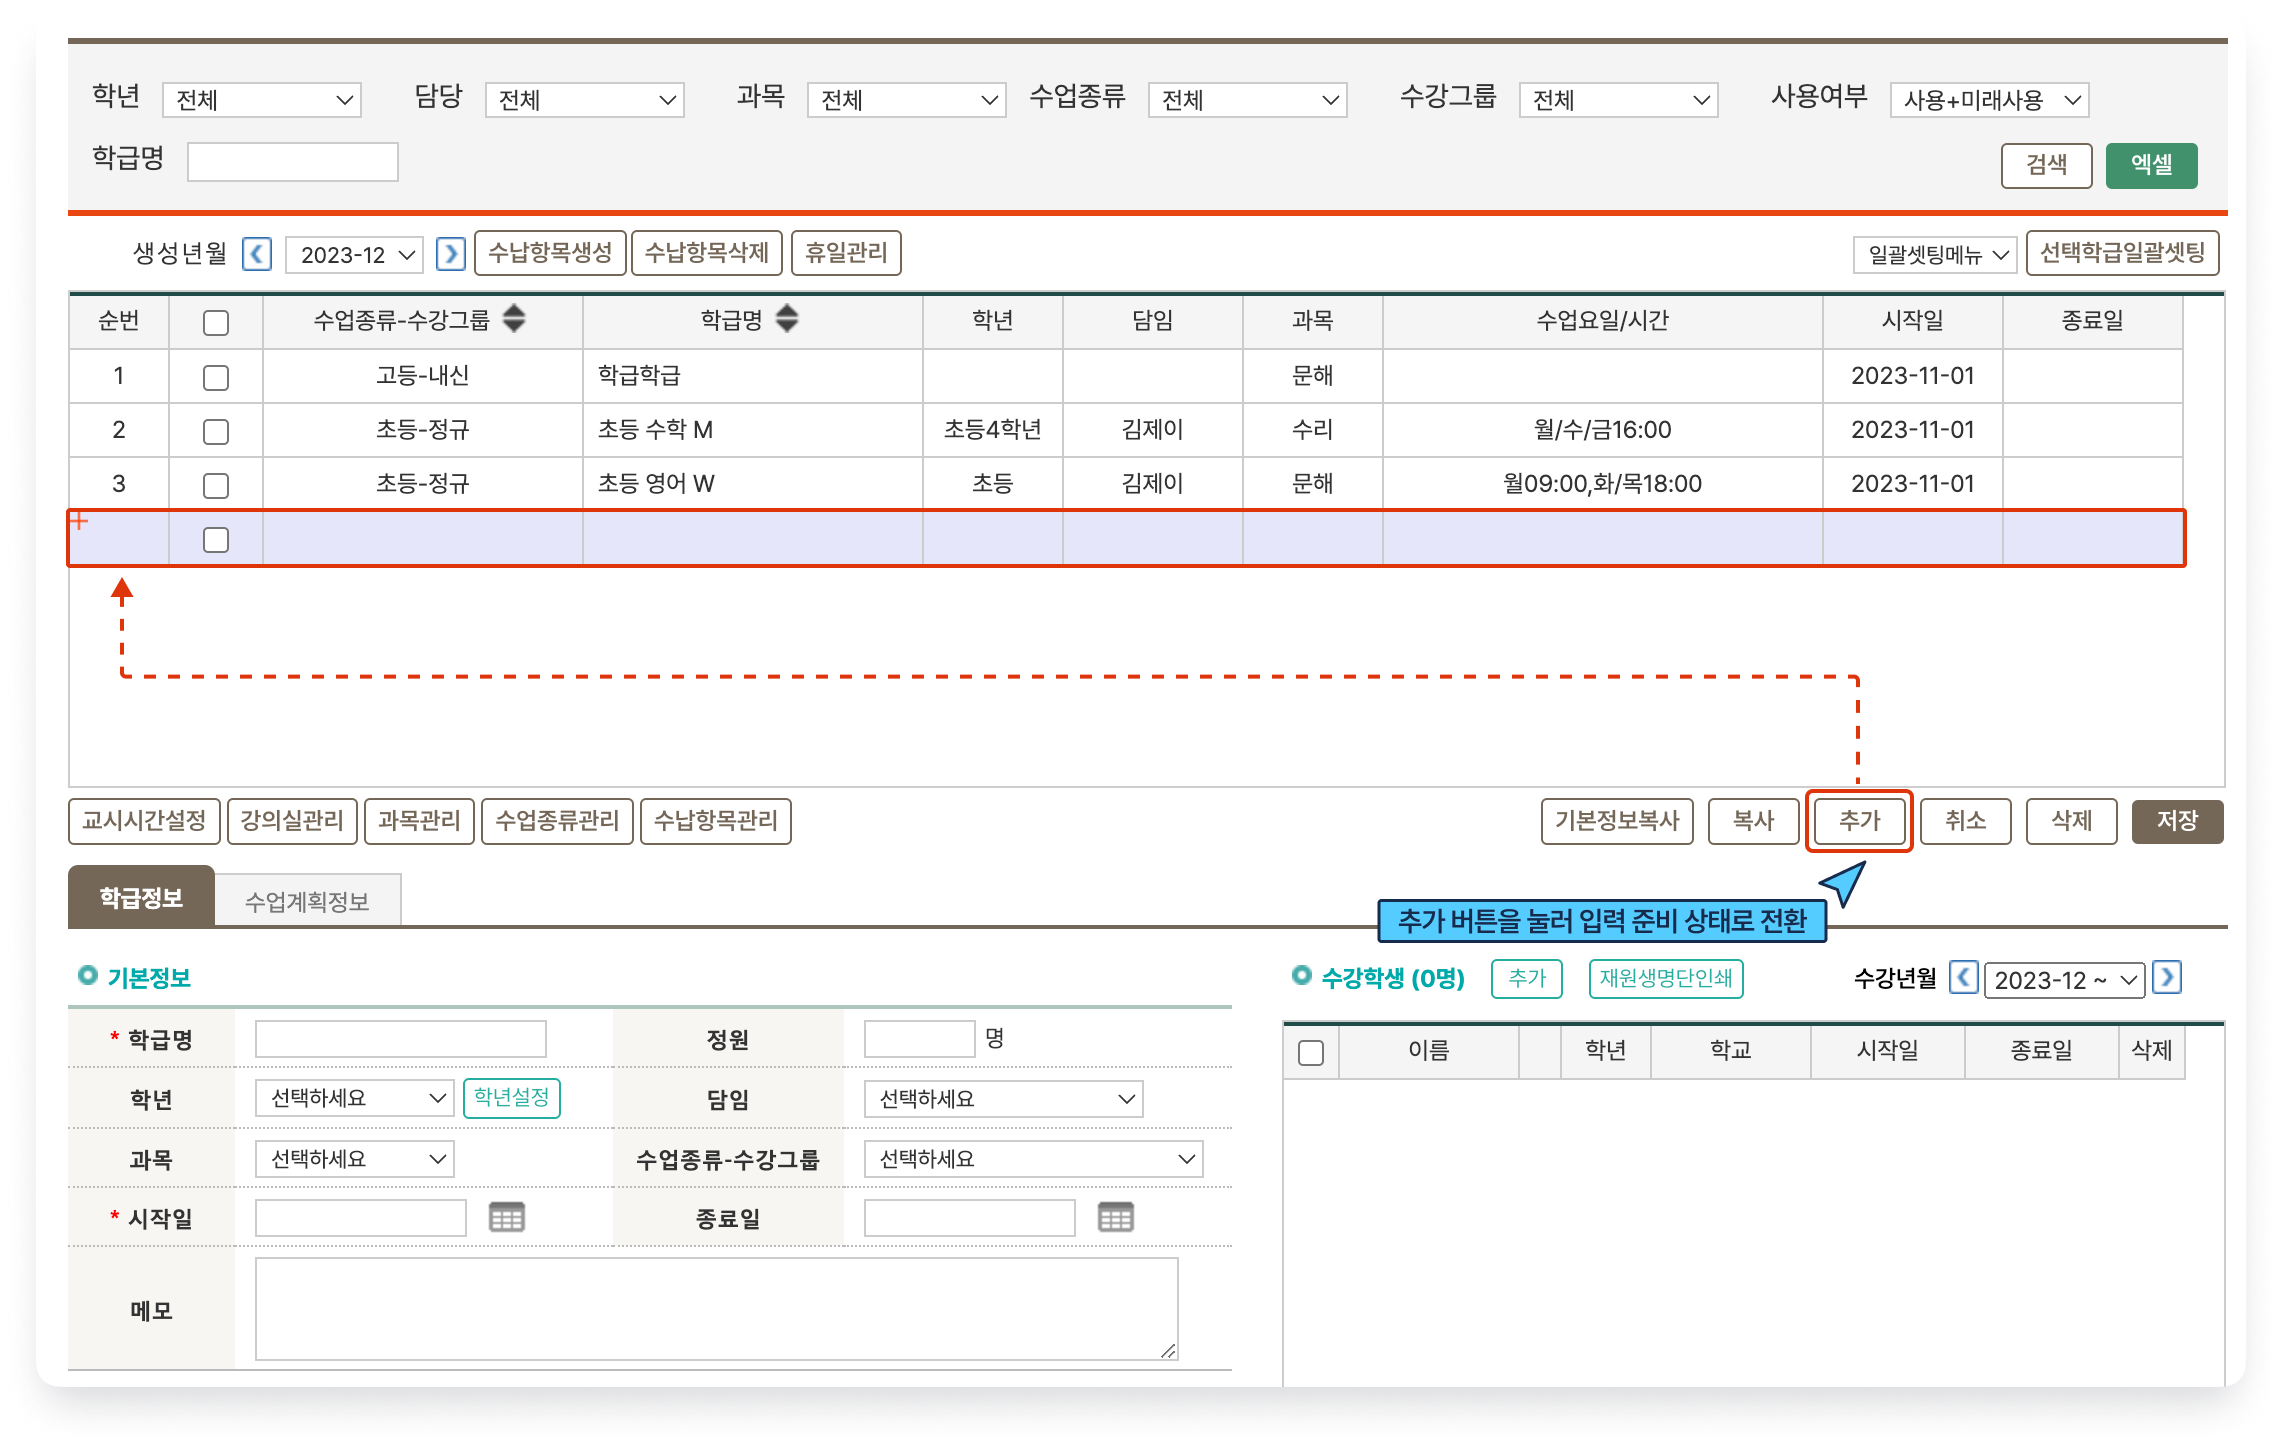 학년 전체 담당 전체 과목 전체 수업종류 전체 수강그룹 전체 사용여부 사용+미래사용
학급명 검색 엑셀
생성년월 2023-12 수납항목생성 수납항목삭제 휴일관리 일괄셋팅메뉴 선택학급일괄셋팅
순번 수업종류-수강그룹 학급명 학년 담임 과목 수업요일/시간 시작일 종료일
1 고등-내신 학급학급 문해 2023-11-01
2 초등-정규 초등 수학 M 초등4학년 김제이 수리 월/수/금16:00 2023-11-01
3 초등-정규 초등 영어 W 초등 김제이 문해 월09:00,화/목18:00 2023-11-01
교시시간설정 강의실관리 과목관리 수업종류관리 수납항목관리 기본정보복사 복사 추가 취소 삭제 저장
학급정보 수업계획정보
추가 버튼을 눌러 입력 준비 상태로 전환
기본정보
* 학급명 정원 명
학년 선택하세요 학년설정 담임 선택하세요
과목 선택하세요 수업종류-수강그룹 선택하세요
* 시작일 종료일
메모
수강학생 (0명) 추가 재원생명단인쇄 수강년월 2023-12 ~
이름 학년 학교 시작일 종료일 삭제